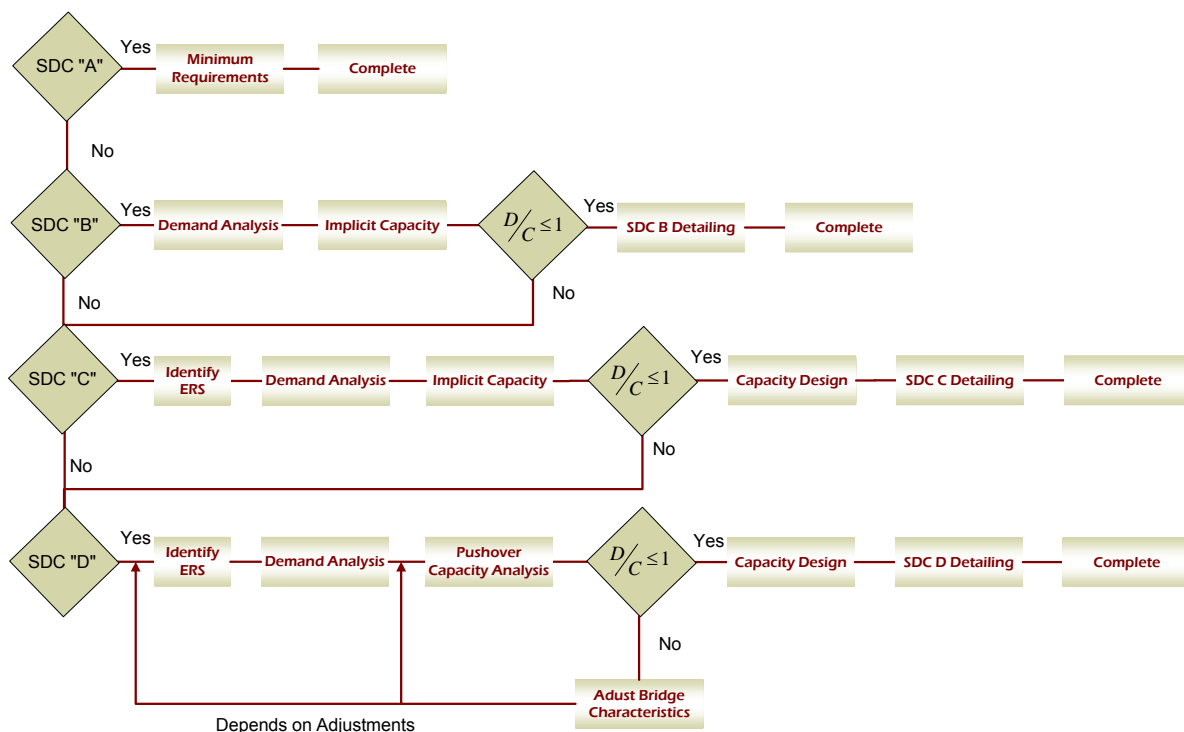 SDC "A"
Yes
Minimum
Requirements
Complete
No
SDC "B"
Yes
Demand Analysis
Implicit Capacity
D/C ≤ 1
Yes
SDC B Detailing
Complete
No
No
SDC "C"
Yes
Identify
ERS
Demand Analysis
Implicit Capacity
D/C ≤ 1
Yes
Capacity Design
SDC C Detailing
Complete
No
No
SDC "D"
Yes
Identify
ERS
Demand Analysis
Pushover
Capacity Analysis
D/C ≤ 1
Yes
Capacity Design
SDC D Detailing
Complete
No
Adust Bridge
Characteristics
Depends on Adjustments